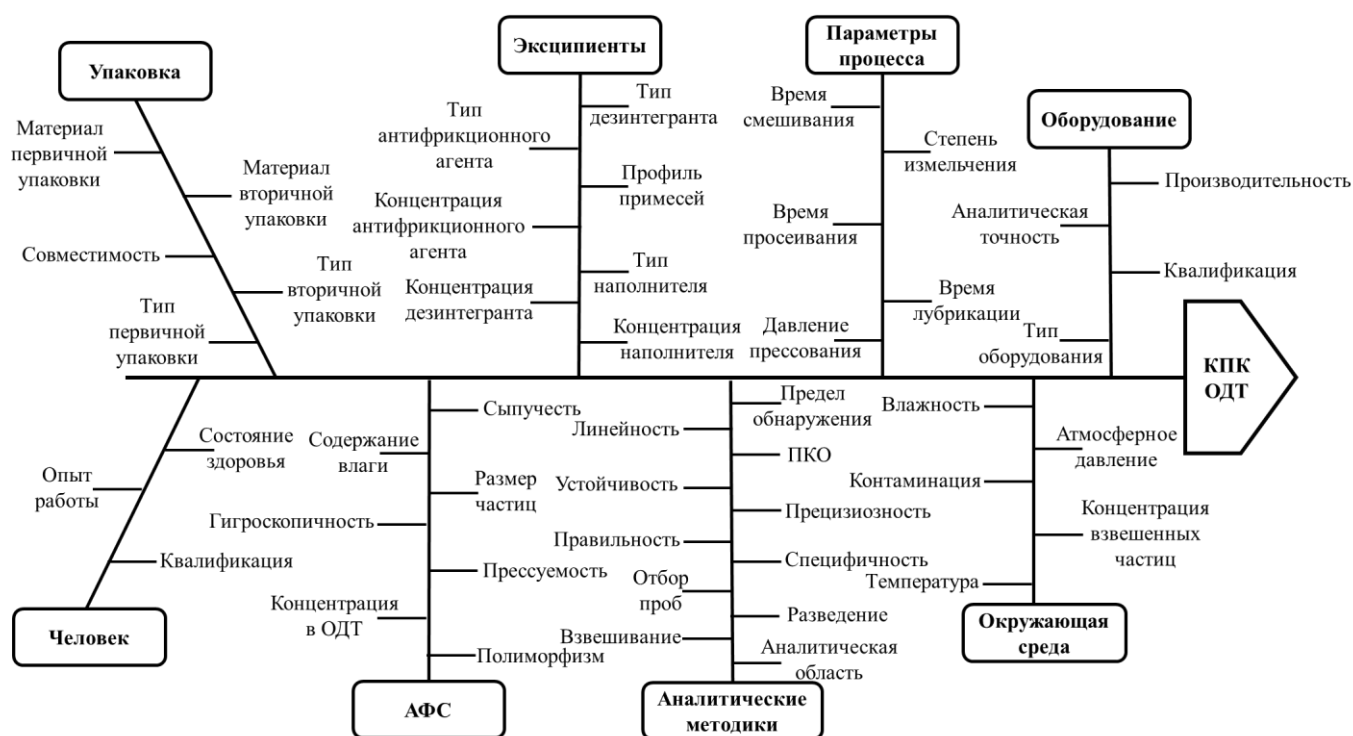 Упаковка
Материал
первичной
упаковки
Материал
вторичной
упаковки
Совместимость
Тип
вторичной
упаковки
Тип
первичной
упаковки
Эксципиенты
Тип
дезинтегранта
Тип
антифрикционного
агента
Профиль
примесей
Концентрация
антифрикционного
агента
Тип
наполнителя
Концентрация
дезинтегранта
Концентрация
наполнителя
Параметры
процесса
Время
смешивания
Степень
измельчения
Время
просеивания
Время
лубрикации
Давление
прессования
Оборудование
Производительность
Аналитическая
точность
Квалификация
Тип
оборудования
КПК
ОДТ
Состояние
здоровья
Опыт
работы
Квалификация
Человек
Сыпучесть
Содержание
влаги
Размер
частиц
Гигроскопичность
Прессуемость
Концентрация
в ОДТ
Полиморфизм
АФС
Предел
обнаружения
Линейность
ПКО
Устойчивость
Прецизиозность
Правильность
Специфичность
Отбор
проб
Разведение
Взвешивание
Аналитическая
область
Аналитические
методики
Влажность
Атмосферное
давление
Контаминация
Концентрация
взвешенных
частиц
Температура
Окружающая
среда